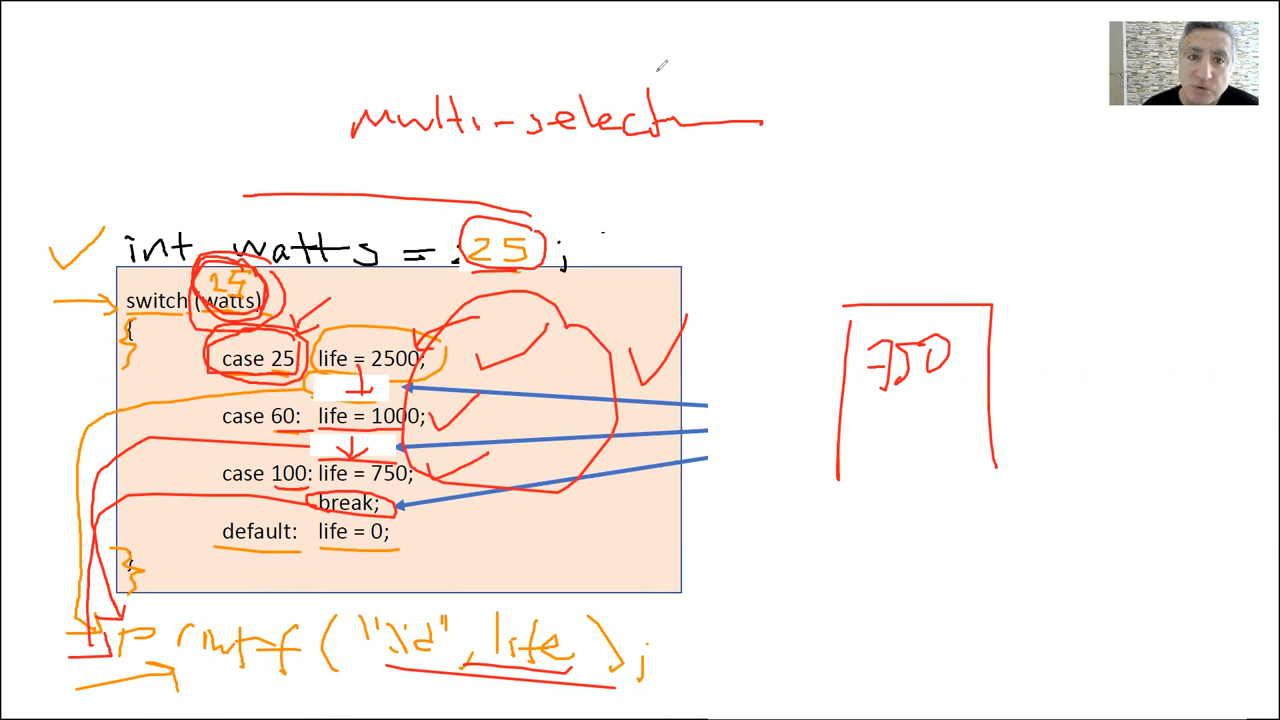 multi-select
int watts = 25;
25
switch (watts)
{
case 25 life = 2500;
case 60: life = 1000;
case 100: life = 750;
break;
default: life = 0;
}
printf("%d", life);
750